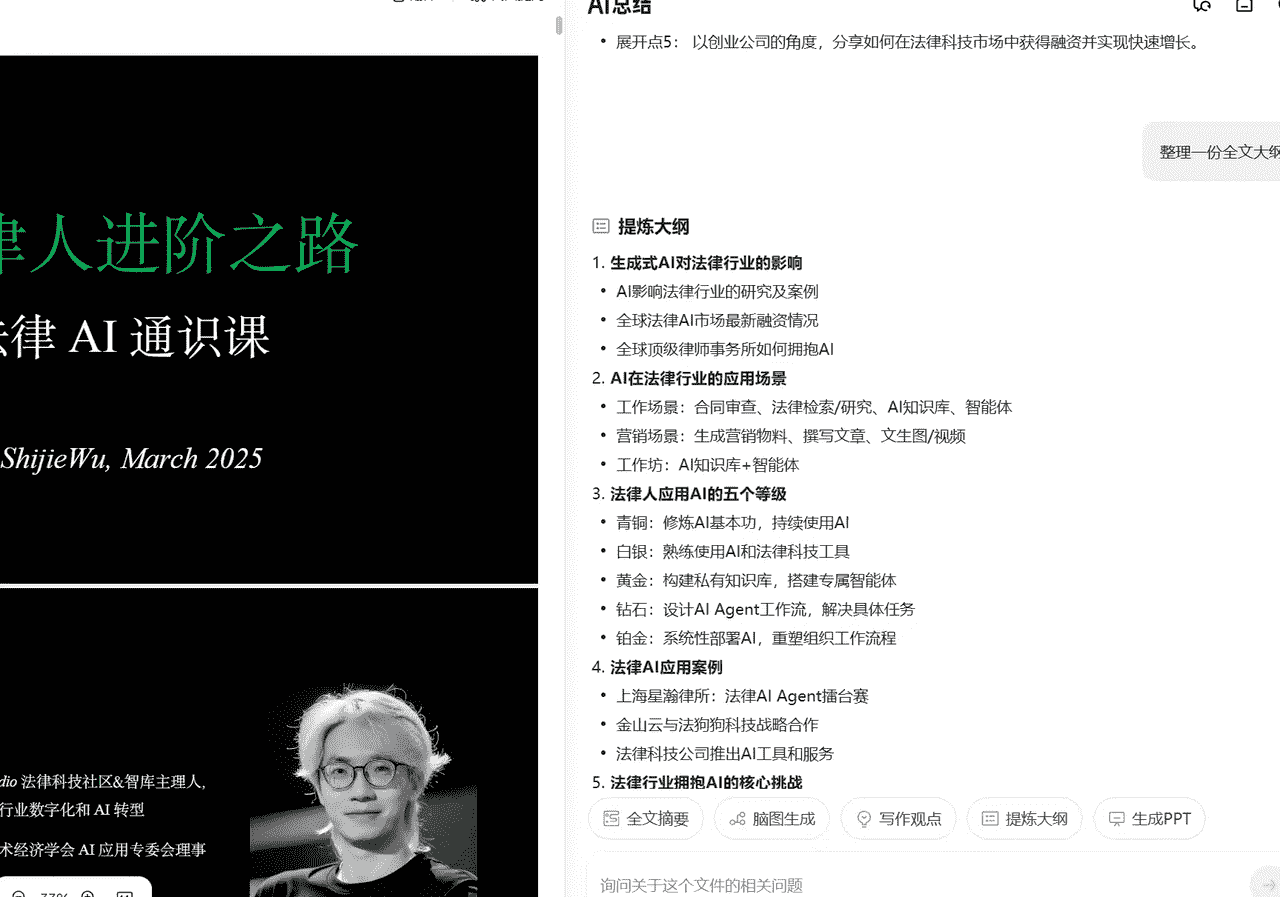 律人进阶之路
法律 AI 通识课
ShijieWu, March 2025
dio 法律科技社区&智库主理人,
行业数字化和 AI 转型
术经济学会 AI 应用专委会理事
33%
AI总结
• 展开点5： 以创业公司的角度，分享如何在法律科技市场中获得融资并实现快速增长。
整理一份全文大纲
提炼大纲
1. 生成式AI对法律行业的影响
• AI影响法律行业的研究及案例
• 全球法律AI市场最新融资情况
• 全球顶级律师事务所如何拥抱AI
2. AI在法律行业的应用场景
• 工作场景：合同审查、法律检索/研究、AI知识库、智能体
• 营销场景：生成营销物料、撰写文章、文生图/视频
• 工作坊：AI知识库+智能体
3. 法律人应用AI的五个等级
• 青铜：修炼AI基本功，持续使用AI
• 白银：熟练使用AI和法律科技工具
• 黄金：构建私有知识库，搭建专属智能体
• 钻石：设计AI Agent工作流，解决具体任务
• 铂金：系统性部署AI，重塑组织工作流程
4. 法律AI应用案例
• 上海星瀚律所：法律AI Agent擂台赛
• 金山云与法狗狗科技战略合作
• 法律科技公司推出AI工具和服务
5. 法律行业拥抱AI的核心挑战
全文摘要 脑图生成 写作观点 提炼大纲 生成PPT
询问关于这个文件的相关问题